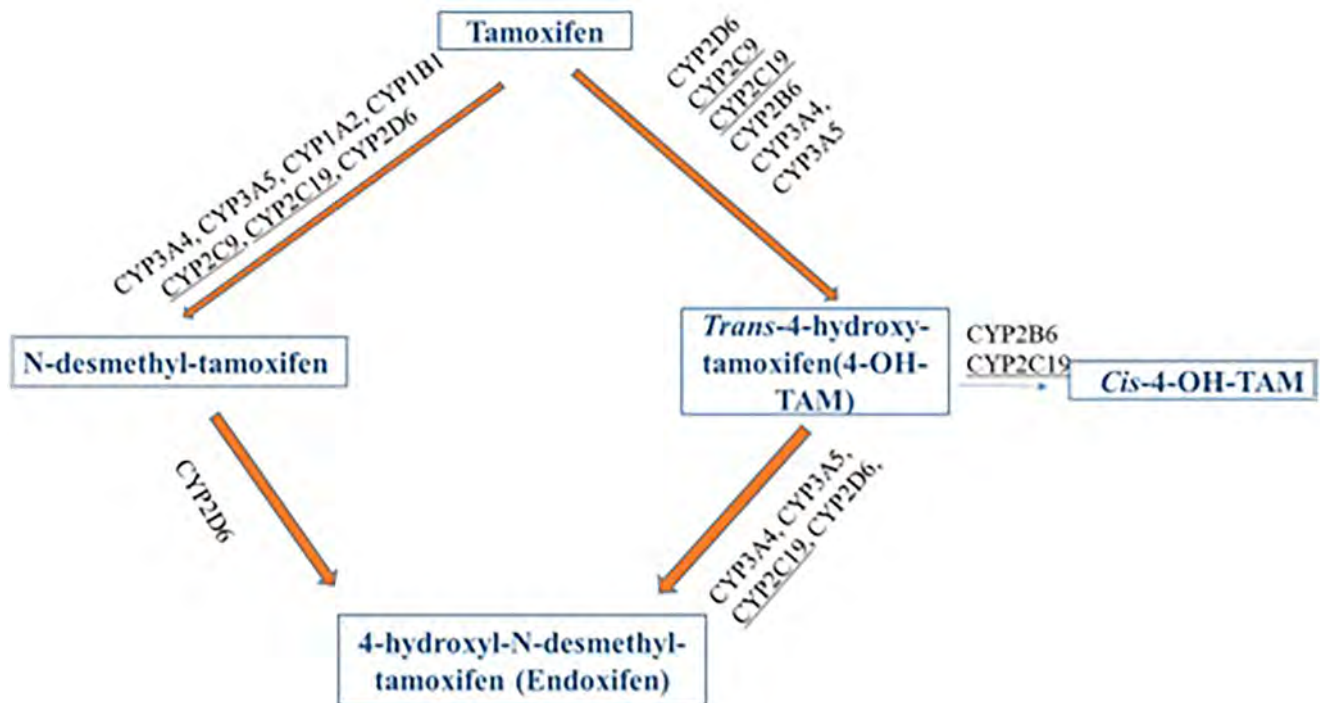 Tamoxifen
CYP3A4, CYP3A5, CYP1A2, CYP1B1
CYP2C9, CYP2C19, CYP2D6
CYP2D6
CYP2C9
CYP2C19
CYP2B6
CYP3A4,
CYP3A5
N-desmethyl-tamoxifen
Trans-4-hydroxy-
tamoxifen(4-OH-
TAM)
CYP2B6
CYP2C19
Cis-4-OH-TAM
CYP2D6
CYP3A4, CYP3A5,
CYP2C19, CYP2D6,
4-hydroxyl-N-desmethyl-
tamoxifen (Endoxifen)